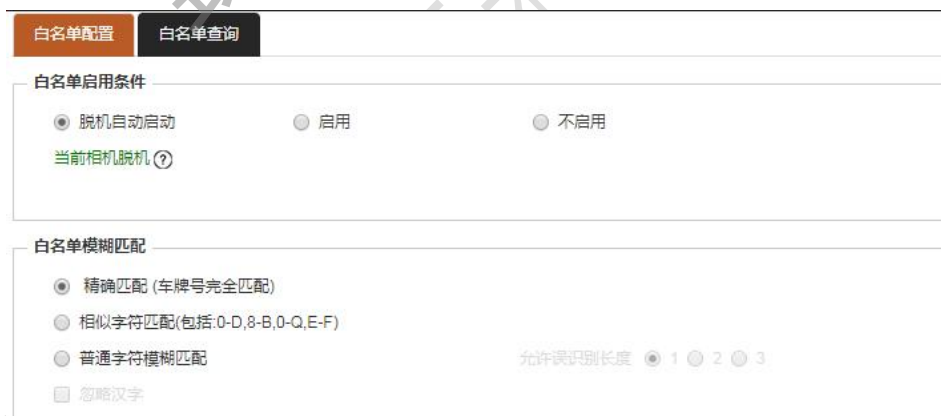 白名单配置 白名单查询
白名单启用条件
脱机自动启动 启用 不启用
当前相机脱机 ?
白名单模糊匹配
精确匹配 (车牌号完全匹配)
相似字符匹配(包括:0-D,8-B,0-Q,E-F)
普通字符模糊匹配 允许误识别长度 1 2 3
忽略汉字